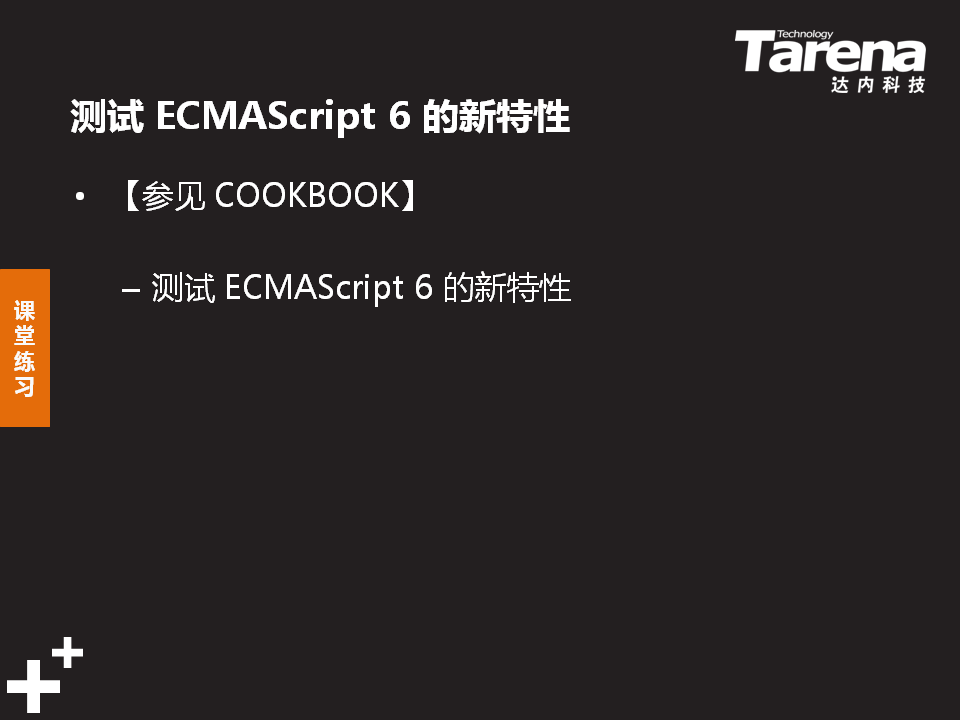 Technology
Tarena
达内科技
测试 ECMAScript 6 的新特性
• 【参见 COOKBOOK】
– 测试 ECMAScript 6 的新特性
课
堂
练
习